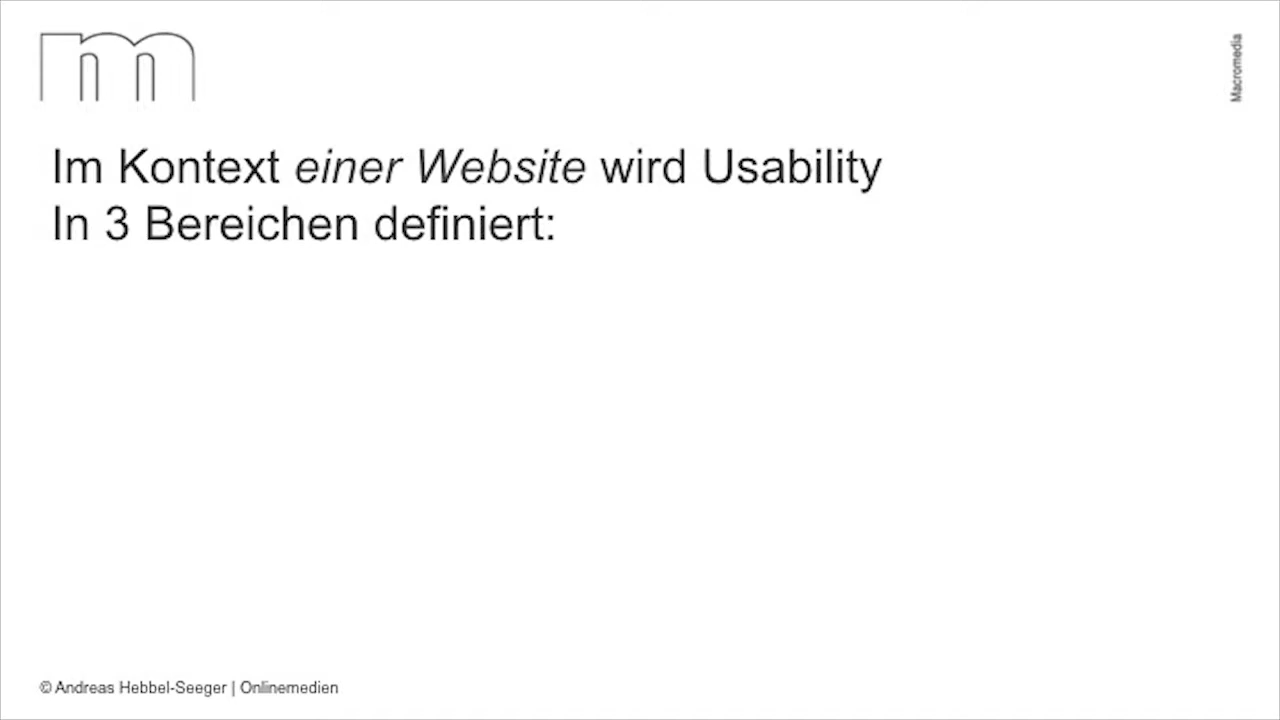 m
Macromedia
Im Kontext einer Website wird Usability
In 3 Bereichen definiert:
© Andreas Hebbel-Seeger | Onlinemedien